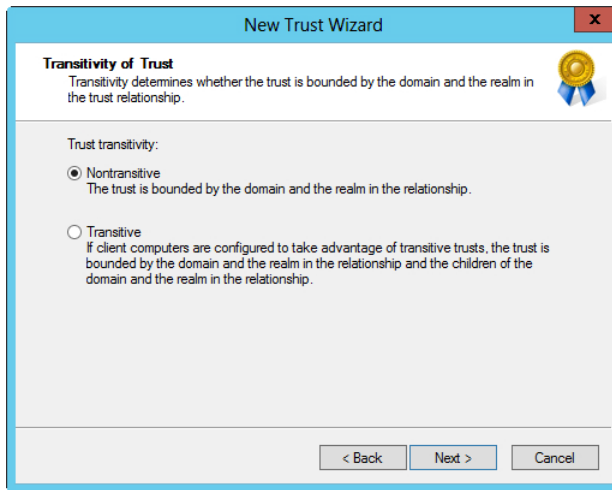 New Trust Wizard
x
Transitivity of Trust
Transitivity determines whether the trust is bounded by the domain and the realm in
the trust relationship.
Trust transitivity:
Nontransitive
The trust is bounded by the domain and the realm in the relationship.
Transitive
If client computers are configured to take advantage of transitive trusts, the trust is
bounded by the domain and the realm in the relationship and the children of the
domain and the realm in the relationship.
< Back
Next >
Cancel